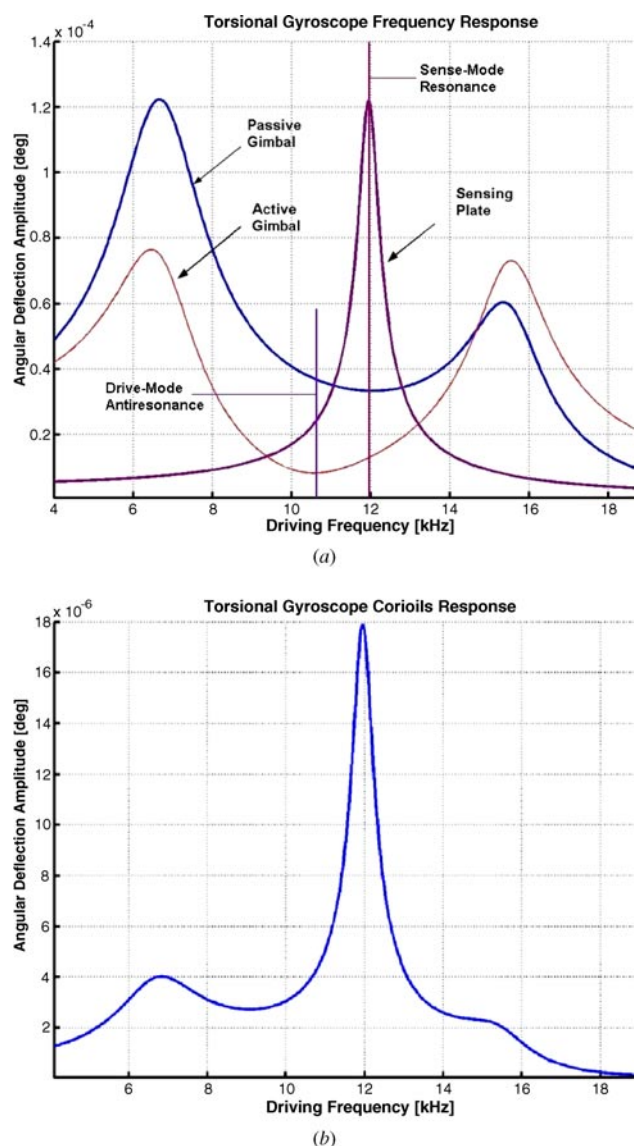 Torsional Gyroscope Frequency Response
x 10⁻⁴
1.4
1.2
1
0.8
0.6
0.4
0.2
Angular Deflection Amplitude [deg]
Sense-Mode
Resonance
Passive
Gimbal
Active
Gimbal
Sensing
Plate
Drive-Mode
Antiresonance
4 6 8 10 12 14 16 18
Driving Frequency [kHz]
(a)
Torsional Gyroscope Corioils Response
x 10⁻⁶
18
16
14
12
10
8
6
4
2
Angular Deflection Amplitude [deg]
6 8 10 12 14 16 18
Driving Frequency [kHz]
(b)